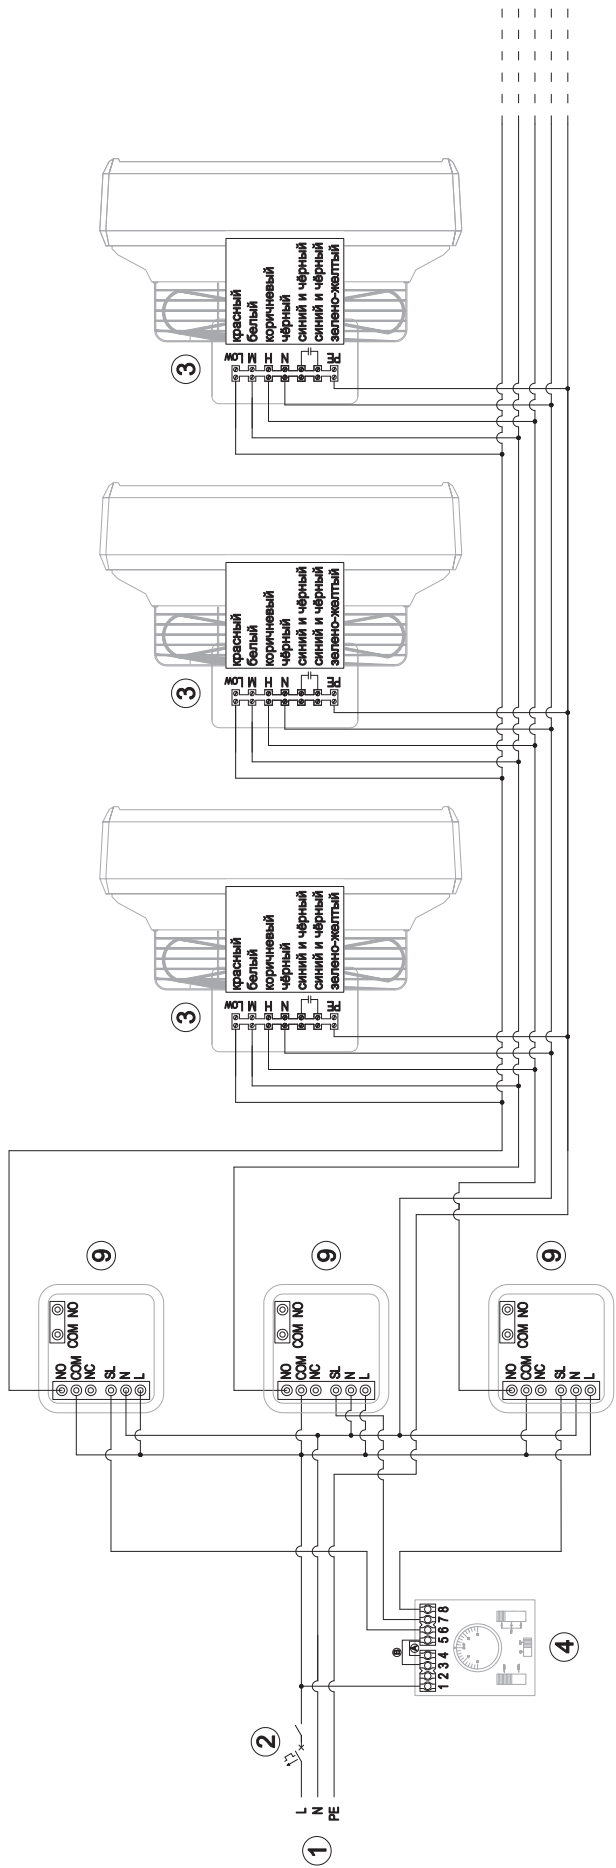 1
L
N
PE
2
4
B
A
1 2 3 4 5 6 7 8
9
NO
COM
NC
SL
N
L
COM NO
9
NO
COM
NC
SL
N
L
COM NO
9
NO
COM
NC
SL
N
L
COM NO
3
Low
M
H
N
PE
красный
белый
коричневый
чёрный
синий и чёрный
синий и чёрный
зелено-желтый
3
Low
M
H
N
PE
красный
белый
коричневый
чёрный
синий и чёрный
синий и чёрный
зелено-желтый
3
Low
M
H
N
PE
красный
белый
коричневый
чёрный
синий и чёрный
синий и чёрный
зелено-желтый